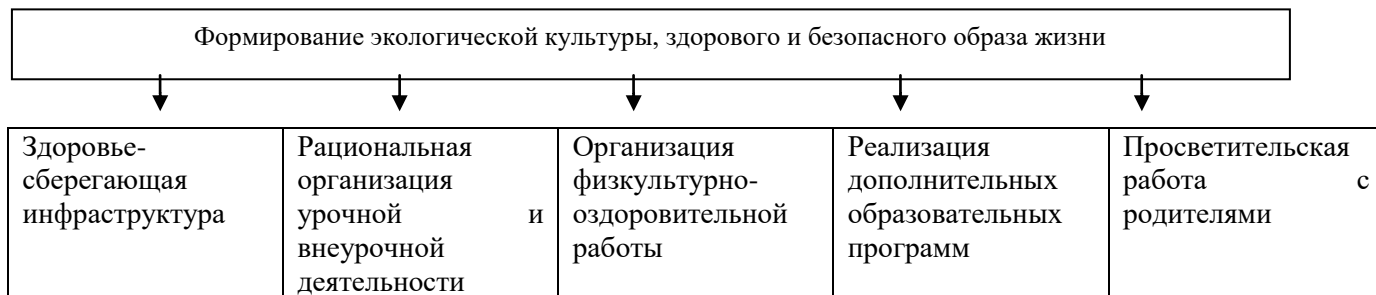 Формирование экологической культуры, здорового и безопасного образа жизни
Здоровье-
сберегающая
инфраструктура
Рациональная
организация
урочной и
внеурочной
деятельности
Организация
физкультурно-
оздоровительной
работы
Реализация
дополнительных
образовательных
программ
Просветительская
работа с
родителями